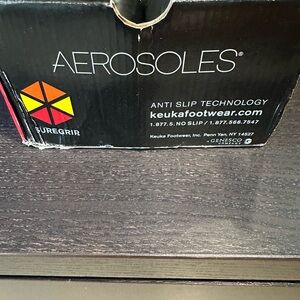 AEROSOLES®
ANTI SLIP TECHNOLOGY
keukafootwear.com
1.877.5.NO SLIP / 1.877.566.7547
SUREGRIP
Keuka Footwear, Inc. Penn Yan, NY 14527
GENESCO